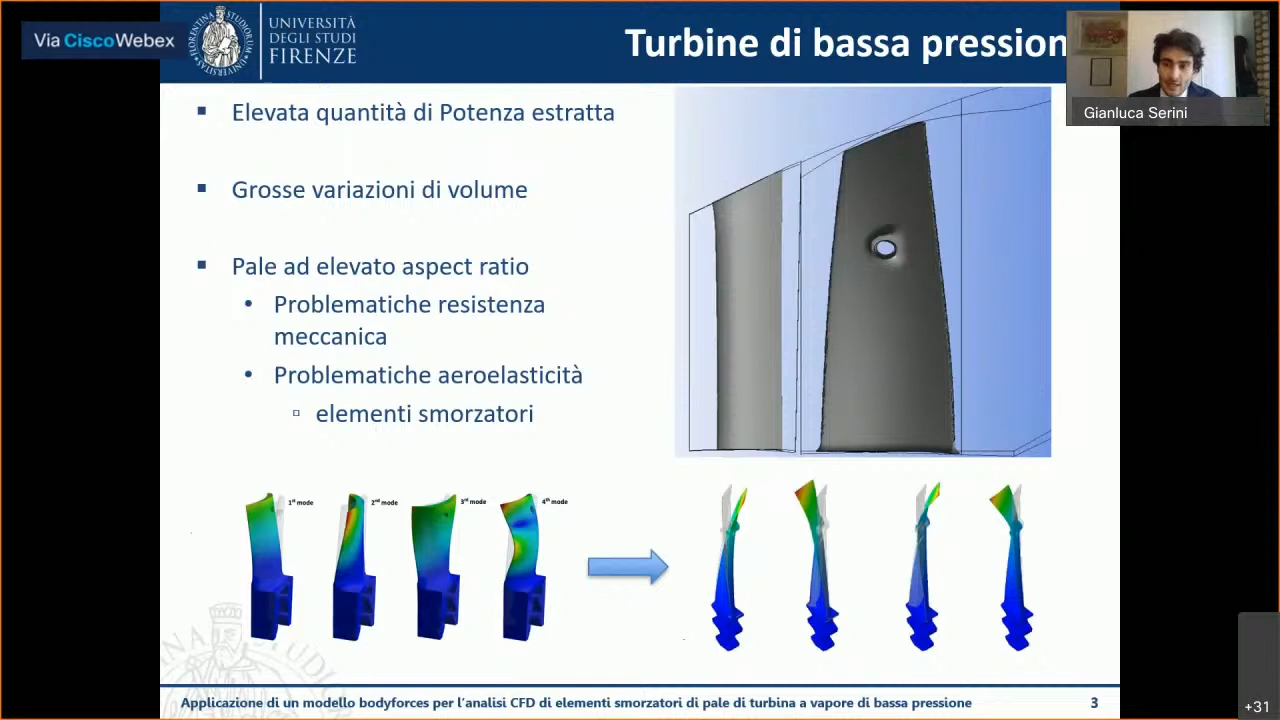 Via Cisco Webex
UNIVERSITÀ
DEGLI STUDI
FIRENZE
Turbine di bassa pression
Gianluca Serini
Elevata quantità di Potenza estratta
Grosse variazioni di volume
Pale ad elevato aspect ratio
Problematiche resistenza
meccanica
Problematiche aeroelasticità
elementi smorzatori
1st mode
2nd mode
3rd mode
4th mode
Applicazione di un modello bodyforces per l'analisi CFD di elementi smorzatori di pale di turbina a vapore di bassa pressione
3
+31